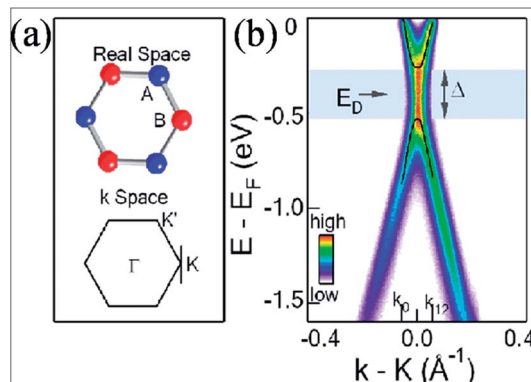 (a)
Real Space
A
B
k Space
K'
Γ
K
(b)
E - E_F (eV)
0
-0.5
-1.0
-1.5
E_D
Δ
high
low
k_0
k_12
-0.4
0.0
0.4
k - K (Å⁻¹)